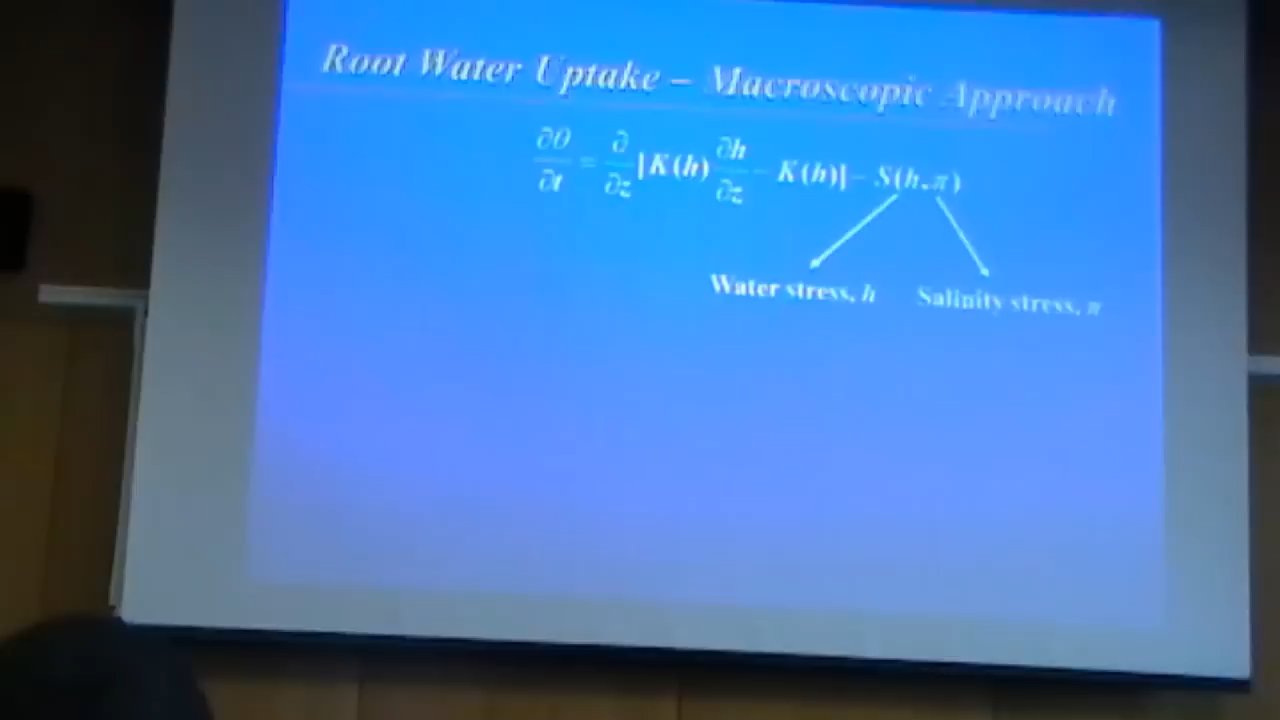 Root Water Uptake – Macroscopic Approach
∂θ/∂t = ∂/∂z [K(h) ∂h/∂z − K(h)] − S(h,π)
Water stress, h Salinity stress, π